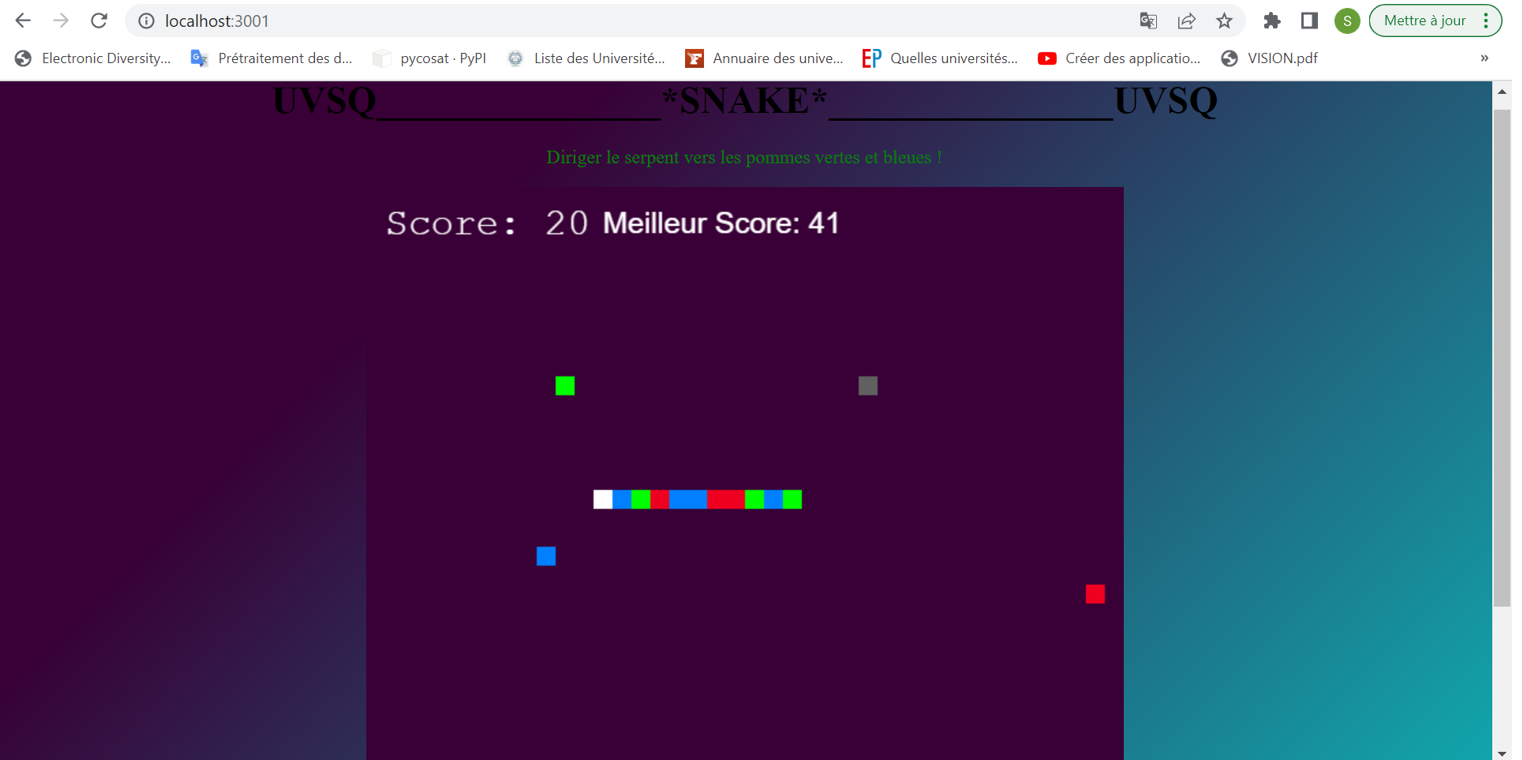 localhost:3001
S
Mettre à jour
Electronic Diversity... Prétraitement des d... pycosat · PyPI Liste des Université... Annuaire des unive... EP Quelles universités... Créer des applicatio... VISION.pdf »
UVSQ_______________*SNAKE*_______________UVSQ
Diriger le serpent vers les pommes vertes et bleues !
Score: 20 Meilleur Score: 41